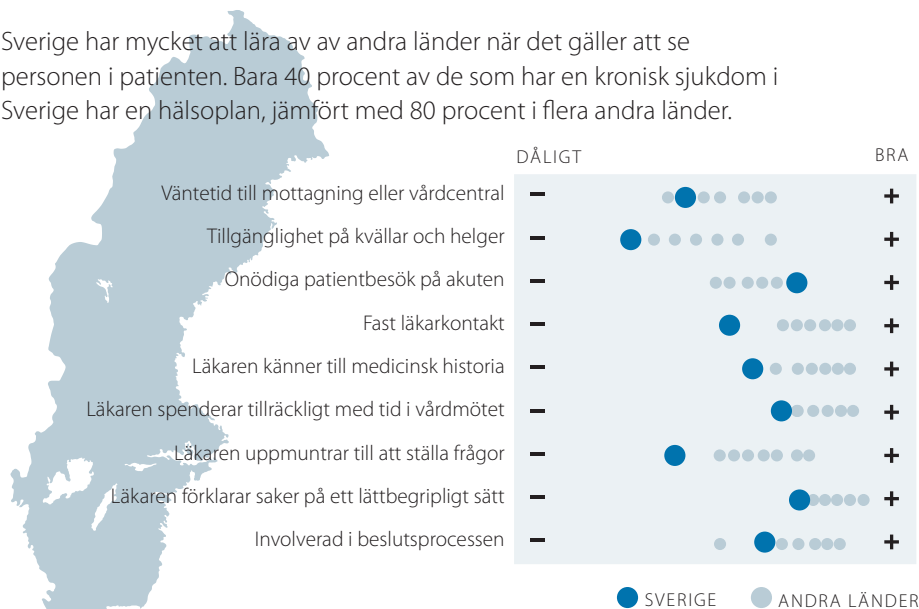 Sverige har mycket att lära av av andra länder när det gäller att se
personen i patienten. Bara 40 procent av de som har en kronisk sjukdom i
Sverige har en hälsoplan, jämfört med 80 procent i flera andra länder.
DÅLIGT BRA
Väntetid till mottagning eller vårdcentral − +
Tillgänglighet på kvällar och helger − +
Onödiga patientbesök på akuten − +
Fast läkarkontakt − +
Läkaren känner till medicinsk historia − +
Läkaren spenderar tillräckligt med tid i vårdmötet − +
Läkaren uppmuntrar till att ställa frågor − +
Läkaren förklarar saker på ett lättbegripligt sätt − +
Involverad i beslutsprocessen − +
SVERIGE ANDRA LÄNDER